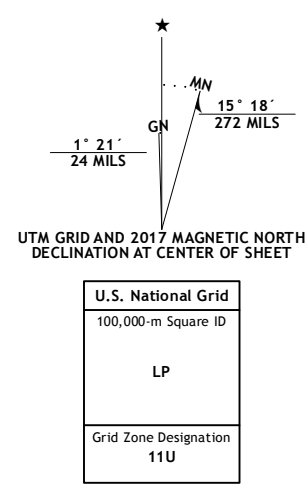 MN
15° 18´
272 MILS
GN
1° 21´
24 MILS
UTM GRID AND 2017 MAGNETIC NORTH
DECLINATION AT CENTER OF SHEET
U.S. National Grid
100,000-m Square ID
LP
Grid Zone Designation
11U